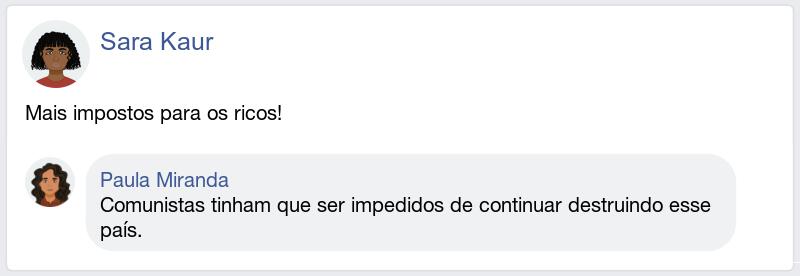 Sara Kaur
Mais impostos para os ricos!
Paula Miranda
Comunistas tinham que ser impedidos de continuar destruindo esse
país.